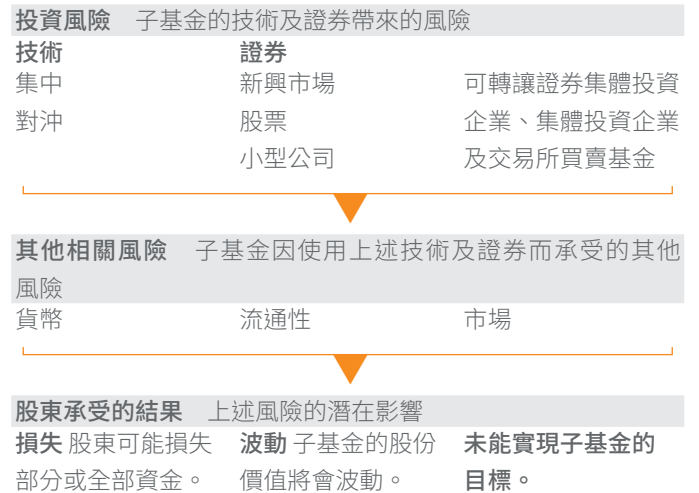 投資風險 子基金的技術及證券帶來的風險
技術 證券
集中 新興市場 可轉讓證券集體投資
對沖 股票 企業、集體投資企業
小型公司 及交易所買賣基金
其他相關風險 子基金因使用上述技術及證券而承受的其他
風險
貨幣 流通性 市場
股東承受的結果 上述風險的潛在影響
損失 股東可能損失 波動 子基金的股份 未能實現子基金的
部分或全部資金。 價值將會波動。 目標。